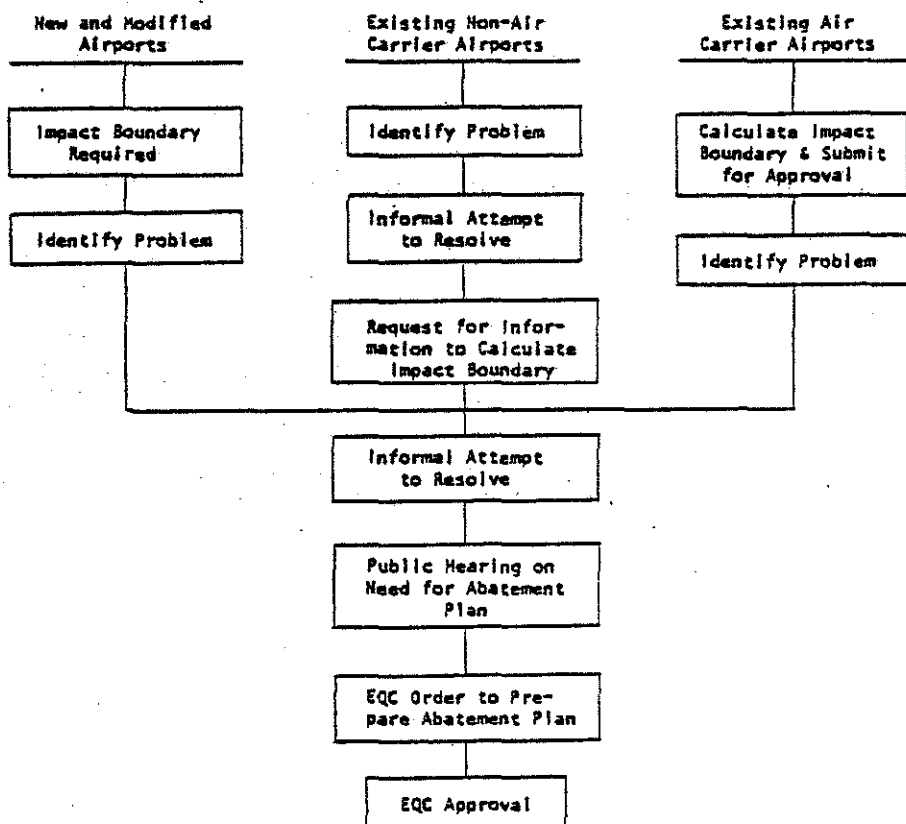 New and Modified
Airports
Impact Boundary
Required
Identify Problem
Existing Non-Air
Carrier Airports
Identify Problem
Informal Attempt
to Resolve
Request for Infor-
mation to Calculate
Impact Boundary
Existing Air
Carrier Airports
Calculate Impact
Boundary & Submit
for Approval
Identify Problem
Informal Attempt
to Resolve
Public Hearing on
Need for Abatement
Plan
EQC Order to Pre-
pare Abatement Plan
EQC Approval